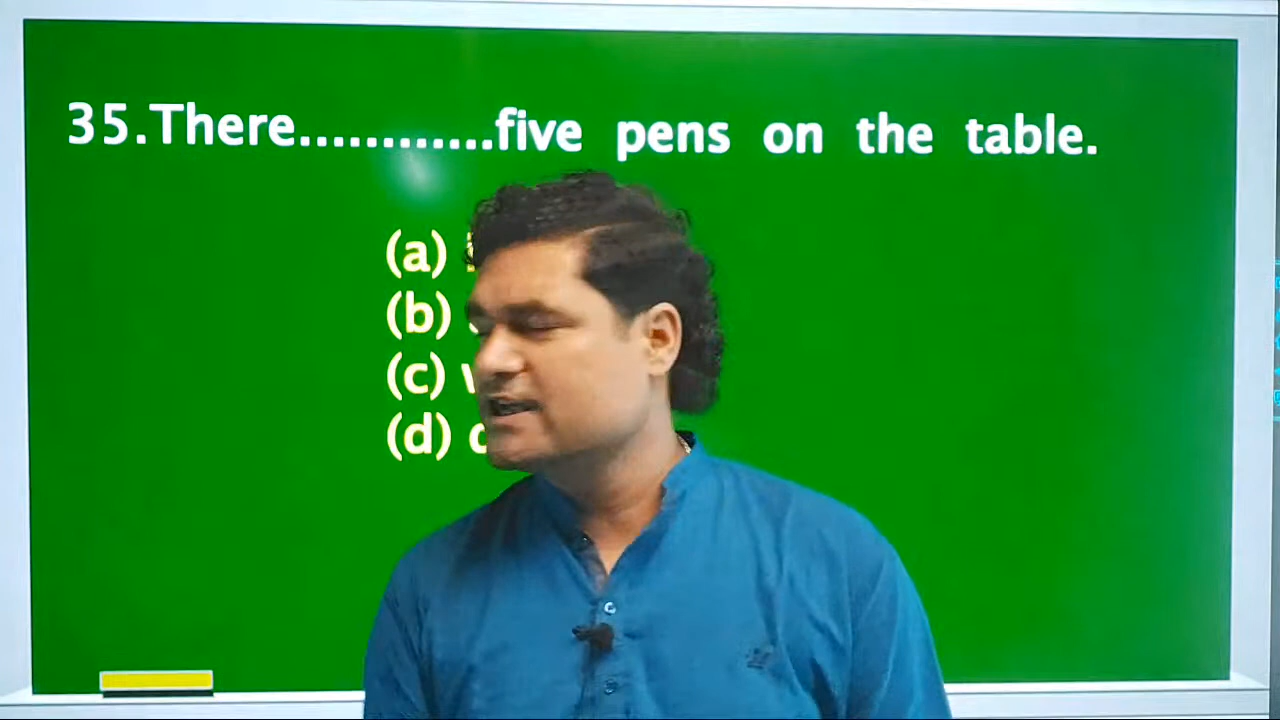 35.There............five pens on the table.
(a)
(b)
(c)
(d)